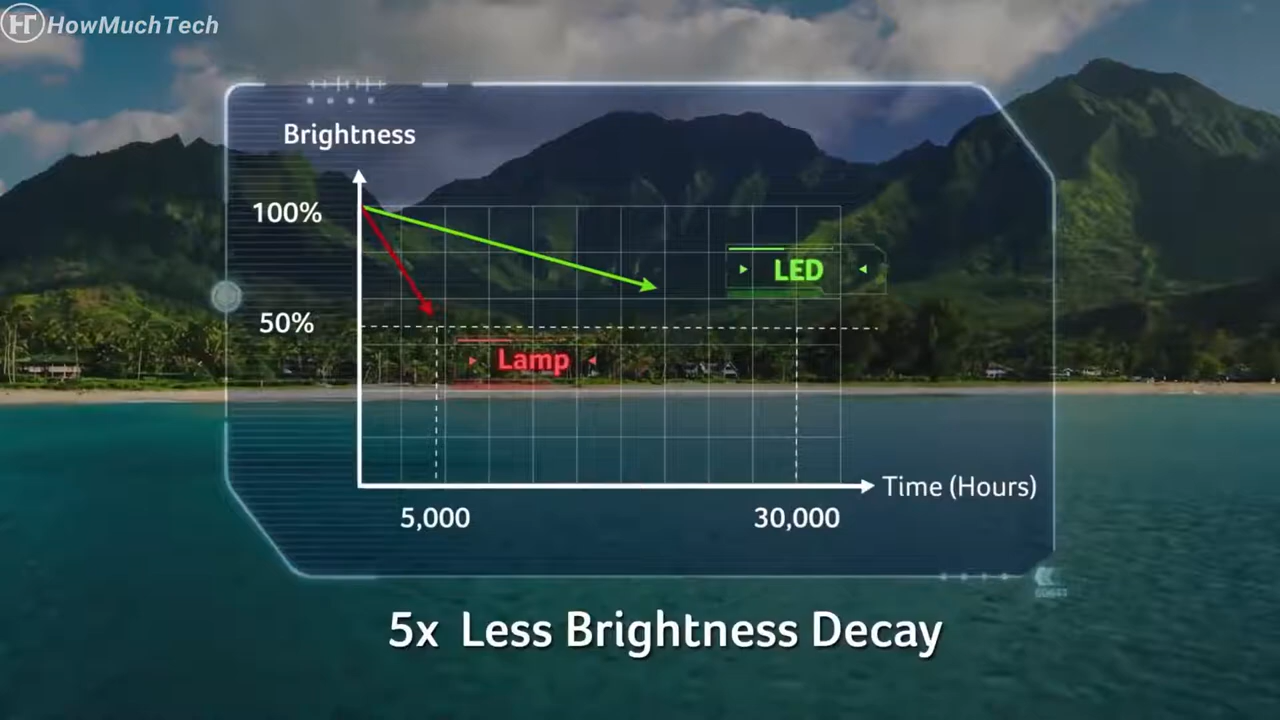 HowMuchTech
Brightness
100%
LED
50%
Lamp
Time (Hours)
5,000
30,000
5x Less Brightness Decay